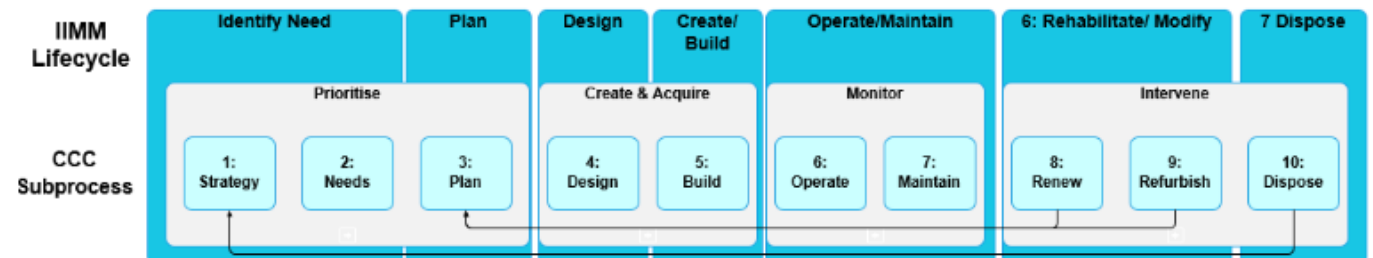 IIMM
Lifecycle
Identify Need
Plan
Design
Create/
Build
Operate/Maintain
6: Rehabilitate/ Modify
7 Dispose
Prioritise
Create & Acquire
Monitor
Intervene
CCC
Subprocess
1:
Strategy
2:
Needs
3:
Plan
4:
Design
5:
Build
6:
Operate
7:
Maintain
8:
Renew
9:
Refurbish
10:
Dispose